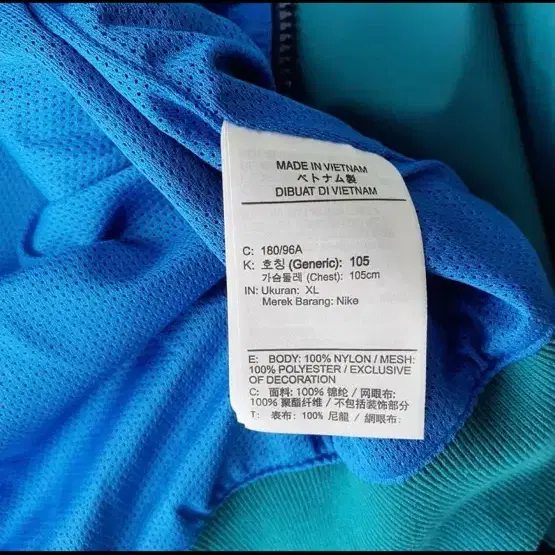 MADE IN VIETNAM
ベトナム製
DIBUAT DI VIETNAM
C: 180/96A
K: 호칭 (Generic): 105
가슴둘레 (Chest): 105cm
IN: Ukuran: XL
Merek Barang: Nike
E: BODY: 100% NYLON / MESH:
100% POLYESTER / EXCLUSIVE
OF DECORATION
C: 面料: 100% 锦纶 / 网眼布:
100% 聚酯纤维 / 不包括装饰部分
T: 表布: 100% 尼龍 / 網眼布: